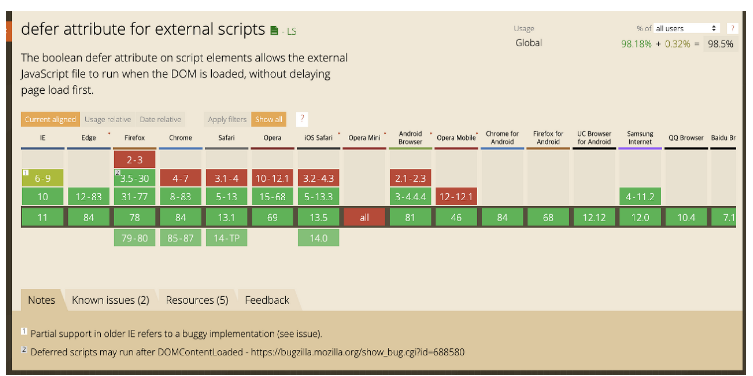 defer attribute for external scripts - LS
Usage
% of all users ?
Global
98.18% + 0.32% = 98.5%
The boolean defer attribute on script elements allows the external
JavaScript file to run when the DOM is loaded, without delaying
page load first.
Current aligned Usage relative Date relative Apply filters Show all ?
IE Edge * Firefox Chrome Safari Opera iOS Safari * Opera Mini * Android Browser * Opera Mobile * Chrome for Android Firefox for Android UC Browser for Android Samsung Internet QQ Browser Baidu Br
2-3
1 6-9 2 3.5-30 4-7 3.1-4 10-12.1 3.2-4.3 2.1-2.3
10 12-83 31-77 8-83 5-13 15-68 5-13.3 3-4.4.4 12-12.1 4-11.2
11 84 78 84 13.1 69 13.5 all 81 46 84 68 12.12 12.0 10.4 7.1
79-80 85-87 14-TP 14.0
Notes Known issues (2) Resources (5) Feedback
1 Partial support in older IE refers to a buggy implementation (see issue).
2 Deferred scripts may run after DOMContentLoaded - https://bugzilla.mozilla.org/show_bug.cgi?id=688580